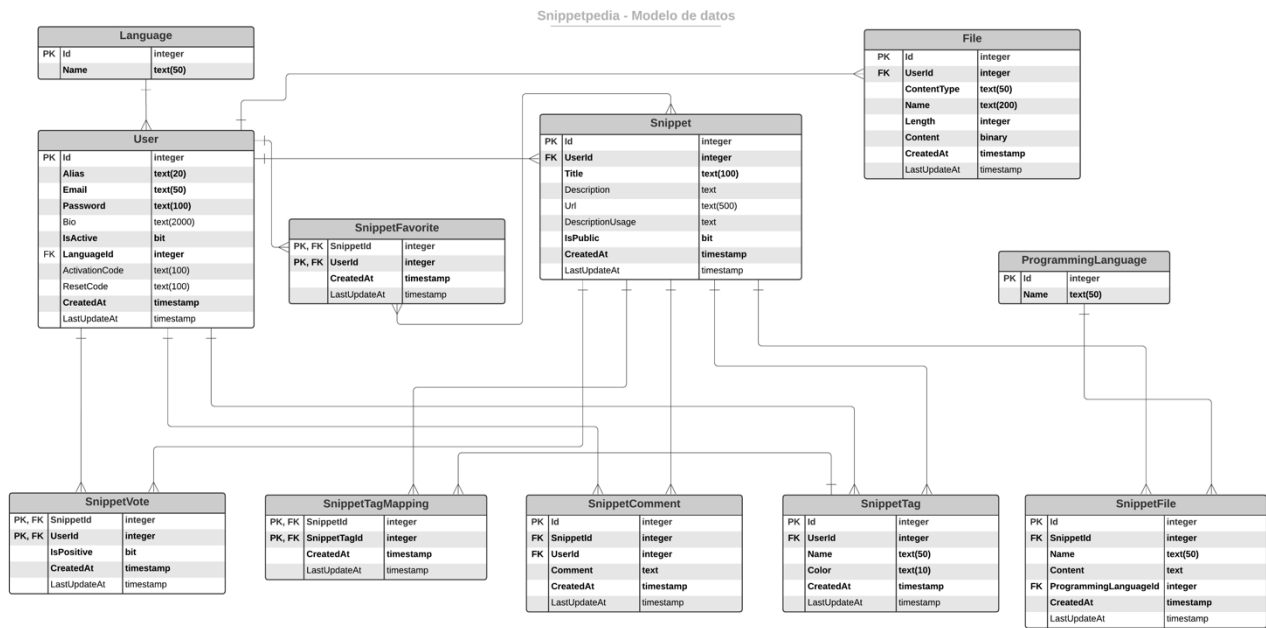 Snippetpedia - Modelo de datos
Language
PK Id integer
Name text(50)
File
PK Id integer
FK UserId integer
ContentType text(50)
Name text(200)
Length integer
Content binary
CreatedAt timestamp
LastUpdateAt timestamp
User
PK Id integer
Alias text(20)
Email text(50)
Password text(100)
Bio text(2000)
IsActive bit
FK LanguageId integer
ActivationCode text(100)
ResetCode text(100)
CreatedAt timestamp
LastUpdateAt timestamp
Snippet
PK Id integer
FK UserId integer
Title text(100)
Description text
Url text(500)
DescriptionUsage text
IsPublic bit
CreatedAt timestamp
LastUpdateAt timestamp
SnippetFavorite
PK, FK SnippetId integer
PK, FK UserId integer
CreatedAt timestamp
LastUpdateAt timestamp
ProgrammingLanguage
PK Id integer
Name text(50)
SnippetVote
PK, FK SnippetId integer
PK, FK UserId integer
IsPositive bit
CreatedAt timestamp
LastUpdateAt timestamp
SnippetTagMapping
PK, FK SnippetId integer
PK, FK SnippetTagId integer
CreatedAt timestamp
LastUpdateAt timestamp
SnippetComment
PK Id integer
FK SnippetId integer
FK UserId integer
Comment text
CreatedAt timestamp
LastUpdateAt timestamp
SnippetTag
PK Id integer
FK UserId integer
Name text(50)
Color text(10)
CreatedAt timestamp
LastUpdateAt timestamp
SnippetFile
PK Id integer
FK SnippetId integer
Name text(50)
Content text
FK ProgrammingLanguageId integer
CreatedAt timestamp
LastUpdateAt timestamp